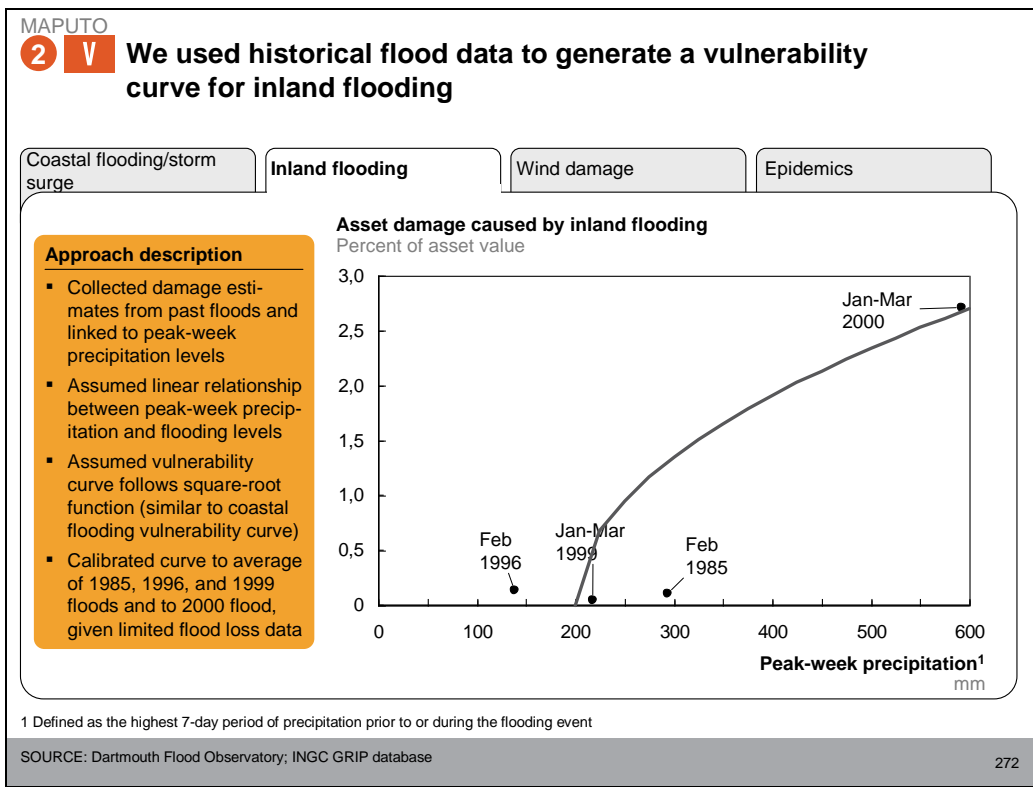 MAPUTO
2 V We used historical flood data to generate a vulnerability
curve for inland flooding
Coastal flooding/storm
surge
Inland flooding
Wind damage
Epidemics
Approach description
▪ Collected damage esti-
mates from past floods and
linked to peak-week
precipitation levels
▪ Assumed linear relationship
between peak-week precip-
itation and flooding levels
▪ Assumed vulnerability
curve follows square-root
function (similar to coastal
flooding vulnerability curve)
▪ Calibrated curve to average
of 1985, 1996, and 1999
floods and to 2000 flood,
given limited flood loss data
Asset damage caused by inland flooding
Percent of asset value
3,0
2,5
2,0
1,5
1,0
0,5
0
Jan-Mar
2000
Feb
1996
Jan-Mar
1999
Feb
1985
0 100 200 300 400 500 600
Peak-week precipitation1
mm
1 Defined as the highest 7-day period of precipitation prior to or during the flooding event
SOURCE: Dartmouth Flood Observatory; INGC GRIP database
272